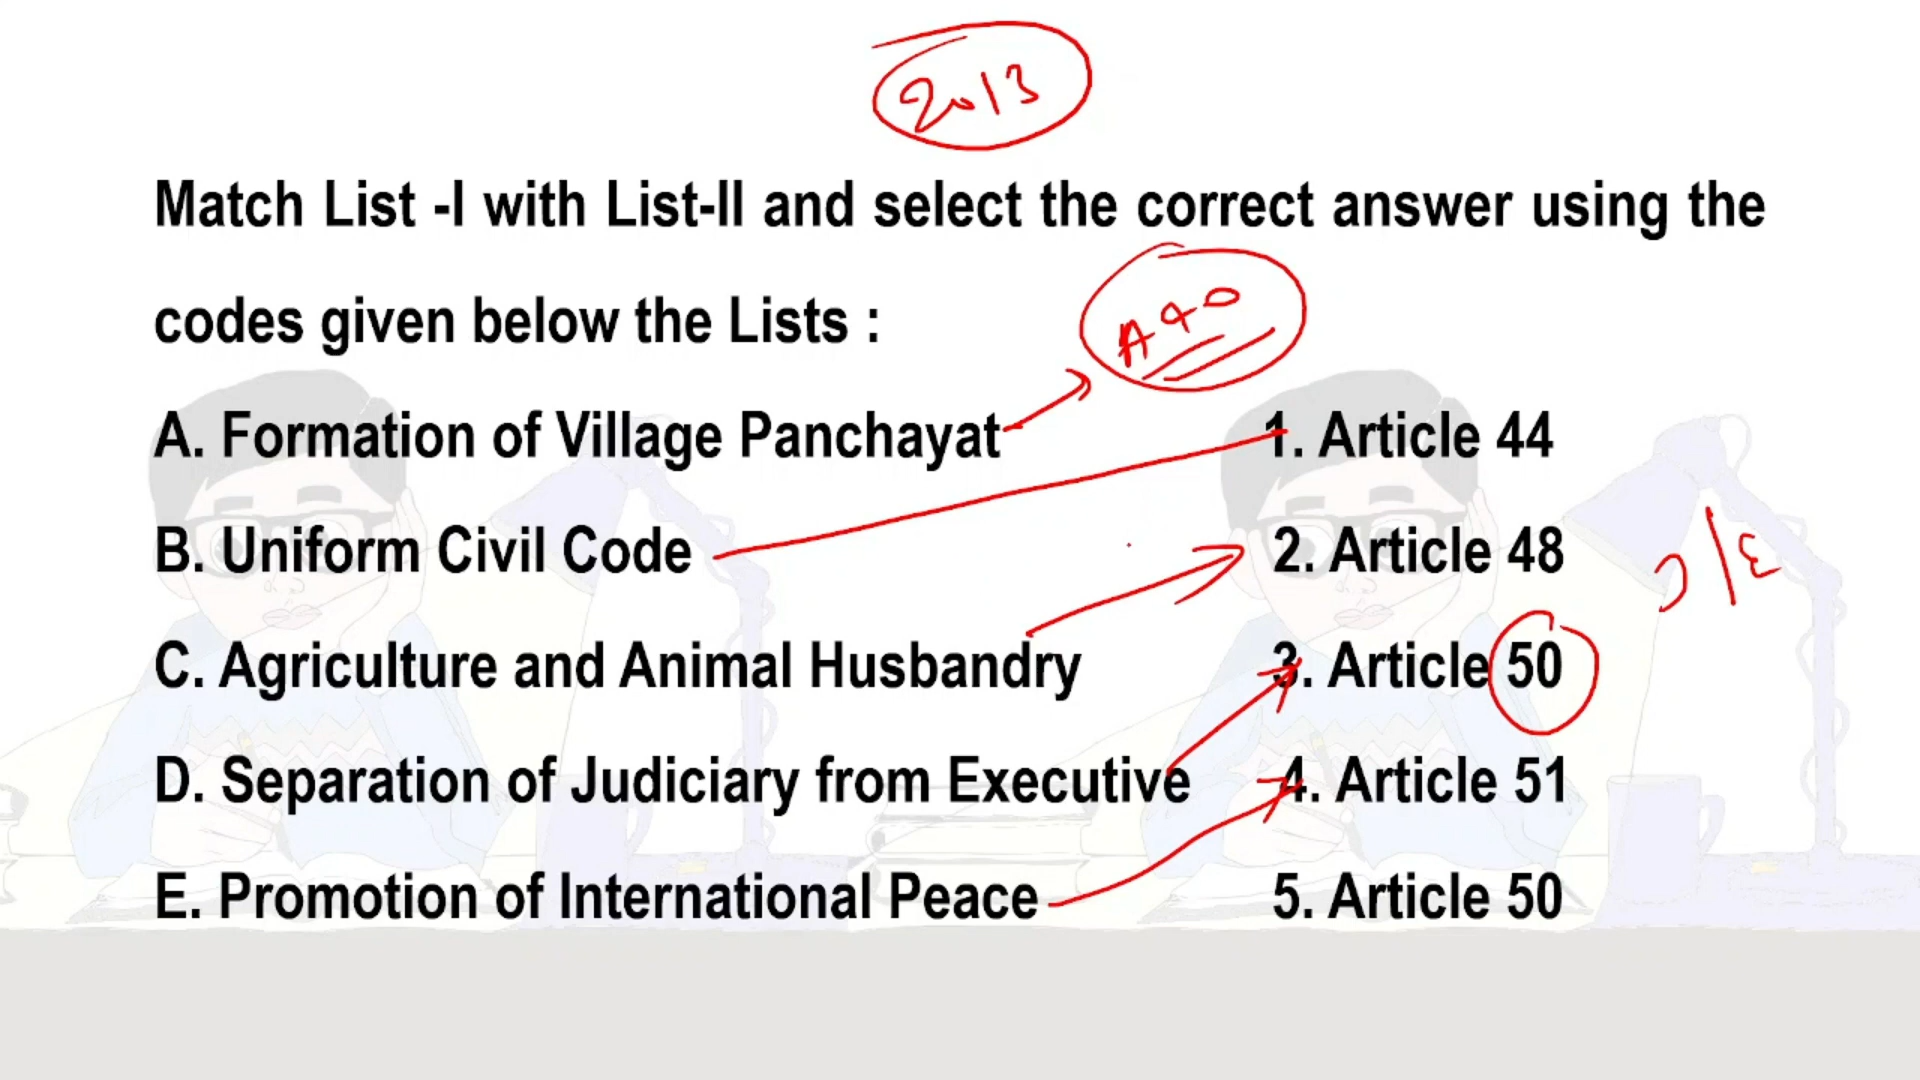 2013
Match List -I with List-II and select the correct answer using the
codes given below the Lists :
A40
A. Formation of Village Panchayat 1. Article 44
B. Uniform Civil Code 2. Article 48
C. Agriculture and Animal Husbandry 3. Article 50
D. Separation of Judiciary from Executive 4. Article 51
E. Promotion of International Peace 5. Article 50